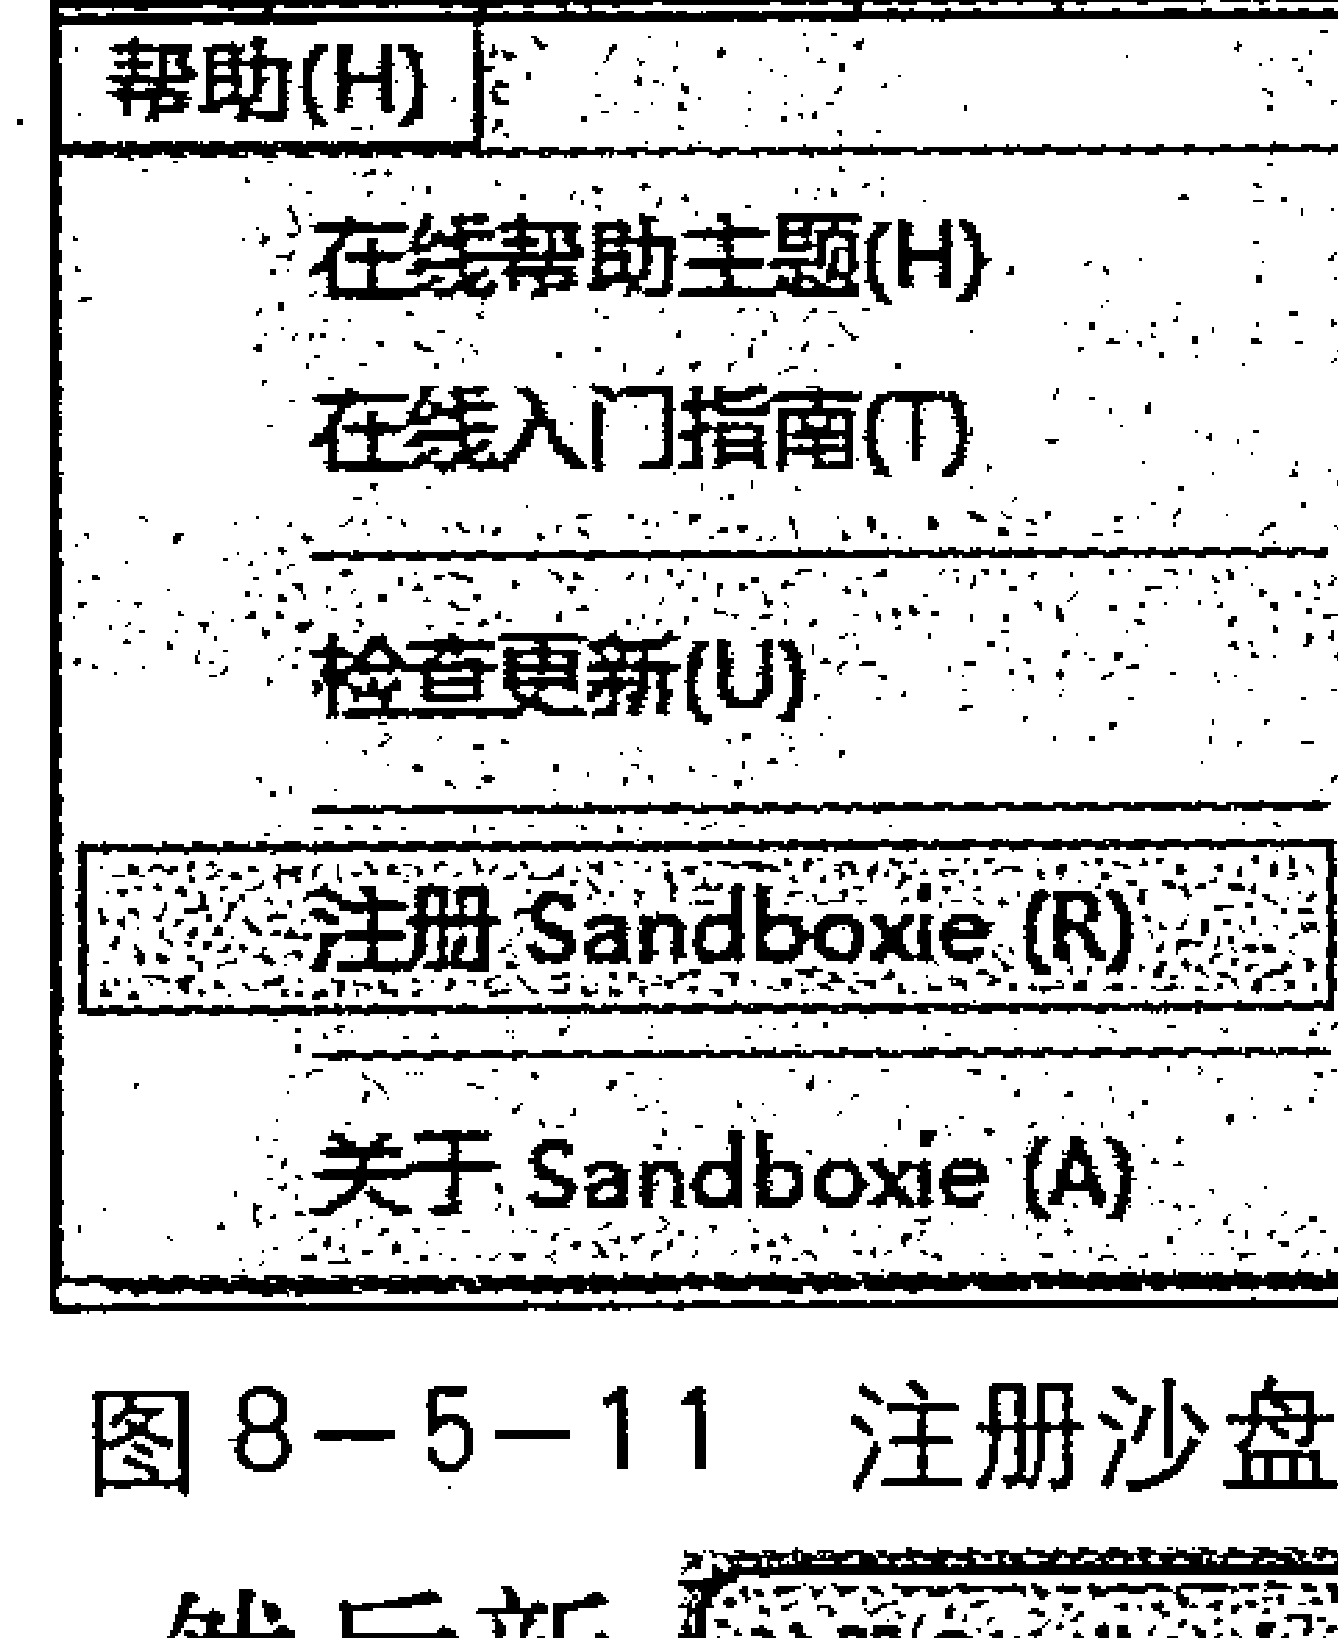 帮助(H)
在线帮助主题(H)
在线入门指南(T)
检查更新(U)
注册 Sandboxie (R)
关于 Sandboxie (A)
图 8-5-11 注册沙盘